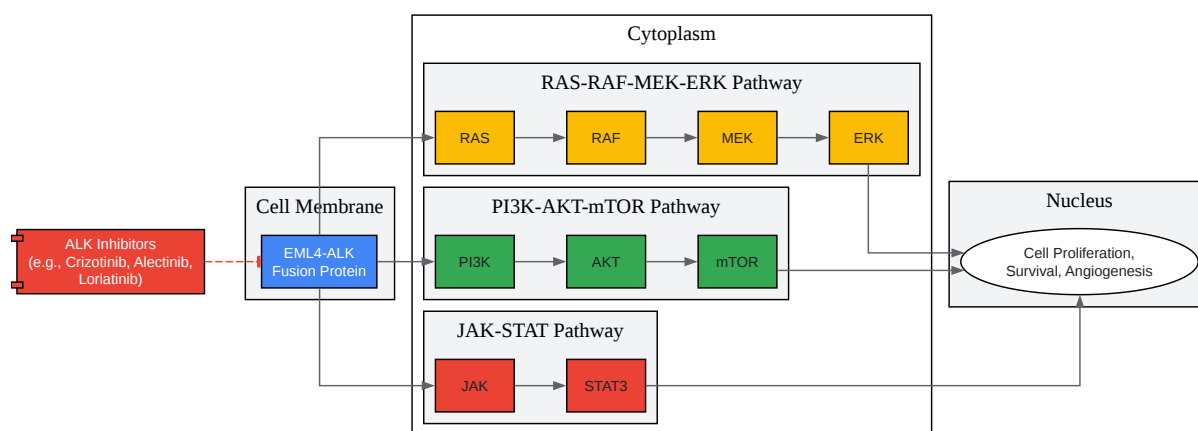 Cytoplasm
RAS-RAF-MEK-ERK Pathway
RAS
RAF
MEK
ERK
Cell Membrane
PI3K-AKT-mTOR Pathway
Nucleus
ALK Inhibitors
(e.g., Crizotinib, Alectinib,
Lorlatinib)
EML4-ALK
Fusion Protein
PI3K
AKT
mTOR
Cell Proliferation,
Survival, Angiogenesis
JAK-STAT Pathway
JAK
STAT3